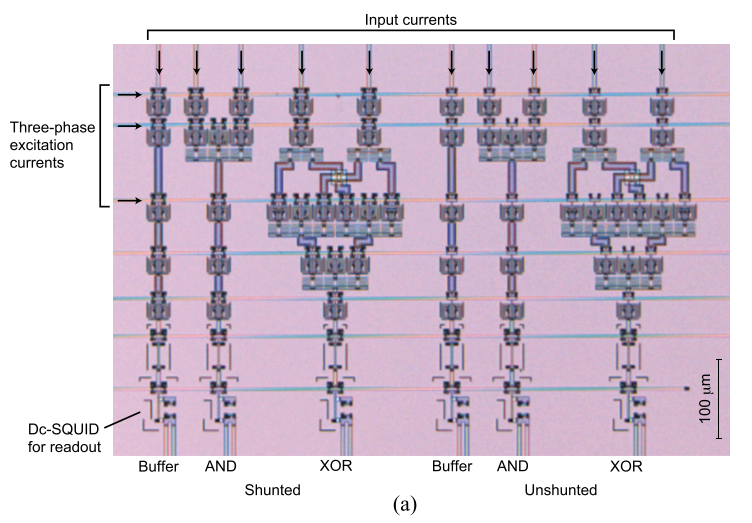 Input currents
Three-phase
excitation
currents
100 μm
Dc-SQUID
for readout
Buffer AND XOR Buffer AND XOR
Shunted Unshunted
(a)